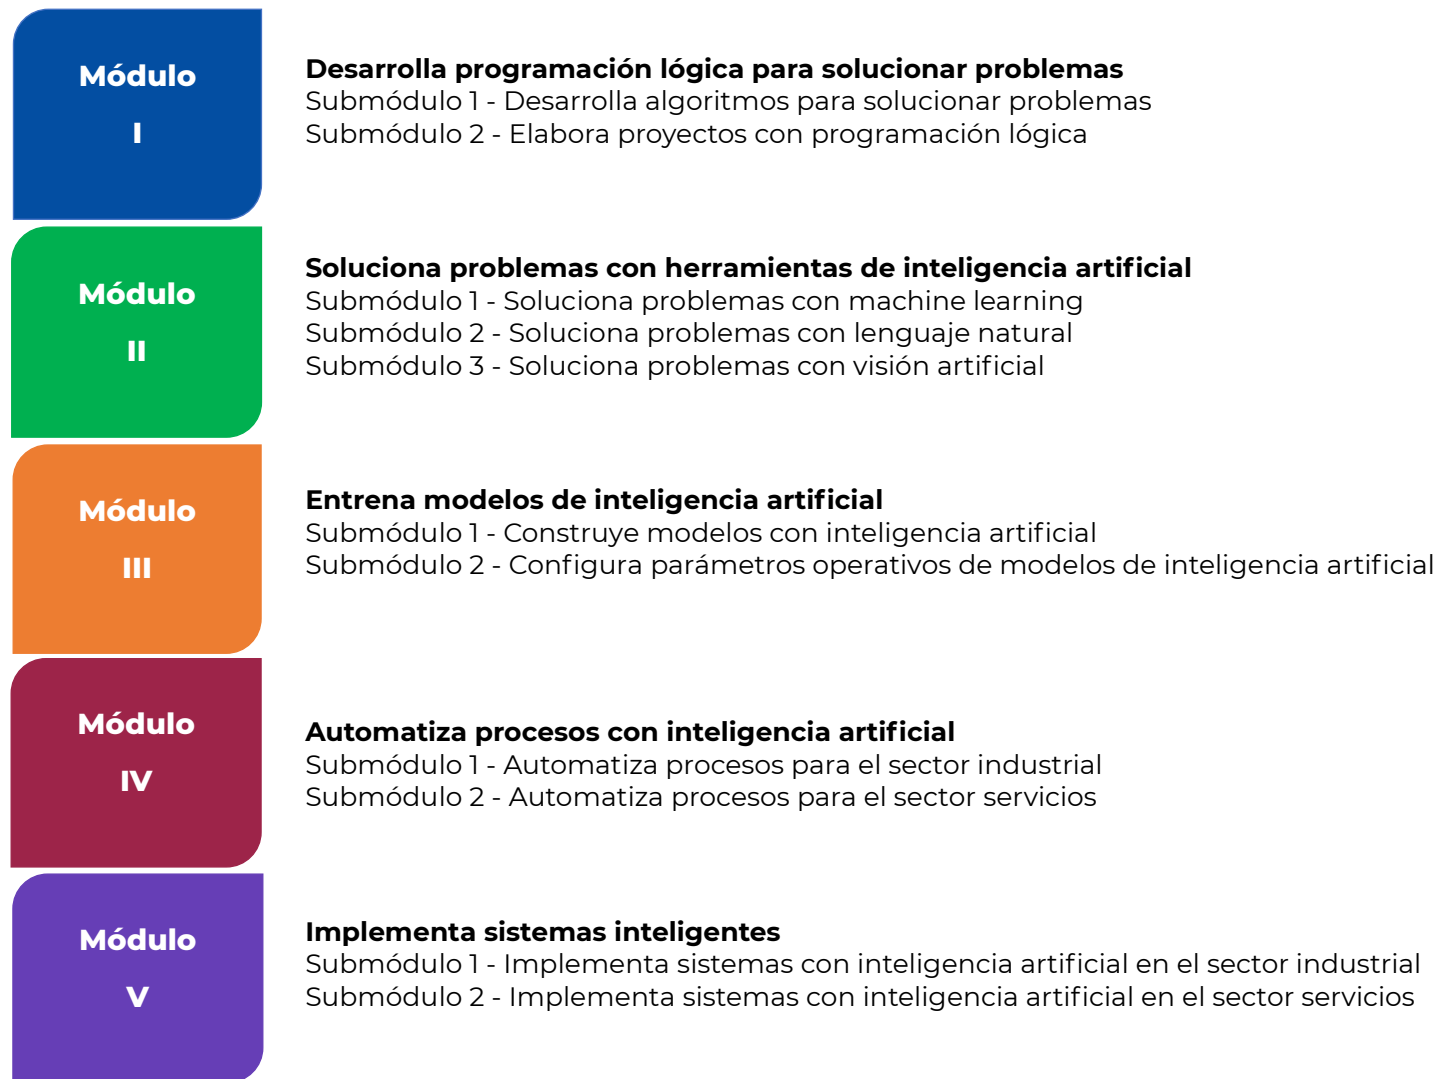 Módulo
I
Desarrolla programación lógica para solucionar problemas
Submódulo 1 - Desarrolla algoritmos para solucionar problemas
Submódulo 2 - Elabora proyectos con programación lógica
Módulo
II
Soluciona problemas con herramientas de inteligencia artificial
Submódulo 1 - Soluciona problemas con machine learning
Submódulo 2 - Soluciona problemas con lenguaje natural
Submódulo 3 - Soluciona problemas con visión artificial
Módulo
III
Entrena modelos de inteligencia artificial
Submódulo 1 - Construye modelos con inteligencia artificial
Submódulo 2 - Configura parámetros operativos de modelos de inteligencia artificial
Módulo
IV
Automatiza procesos con inteligencia artificial
Submódulo 1 - Automatiza procesos para el sector industrial
Submódulo 2 - Automatiza procesos para el sector servicios
Módulo
V
Implementa sistemas inteligentes
Submódulo 1 - Implementa sistemas con inteligencia artificial en el sector industrial
Submódulo 2 - Implementa sistemas con inteligencia artificial en el sector servicios